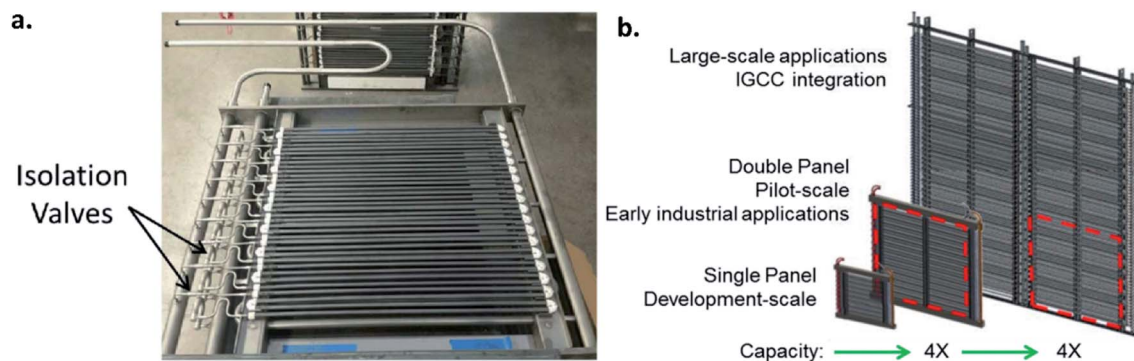 a.
Isolation
Valves
b.
Large-scale applications
IGCC integration
Double Panel
Pilot-scale
Early industrial applications
Single Panel
Development-scale
Capacity: 4X 4X